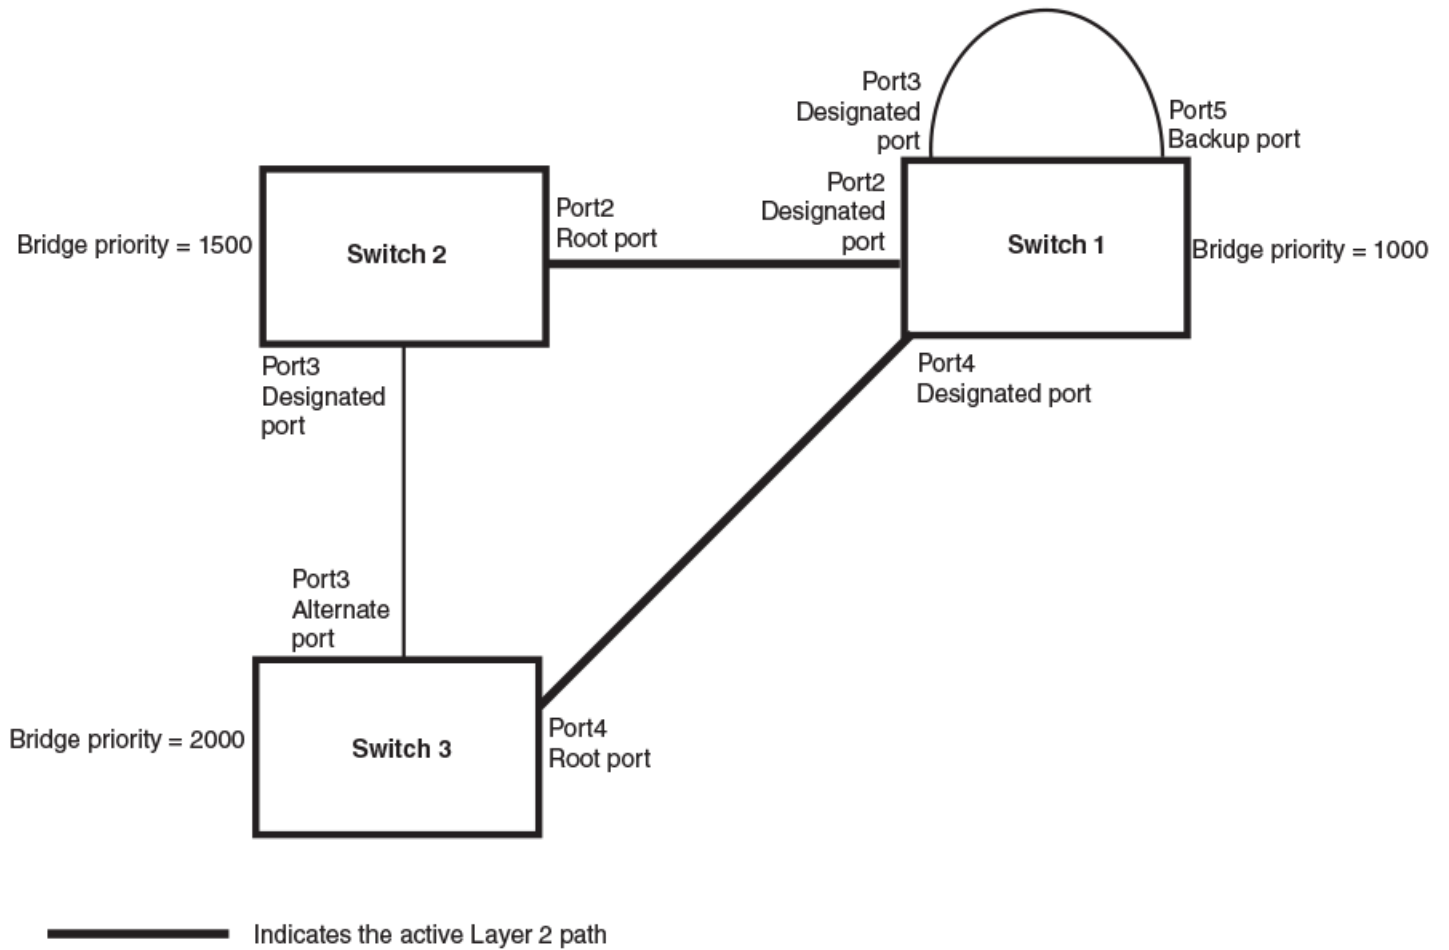 Port3
Designated
port
Port5
Backup port
Port2
Designated
port
Switch 1
Bridge priority = 1000
Bridge priority = 1500
Switch 2
Port2
Root port
Port3
Designated
port
Port4
Designated port
Port3
Alternate
port
Bridge priority = 2000
Switch 3
Port4
Root port
Indicates the active Layer 2 path